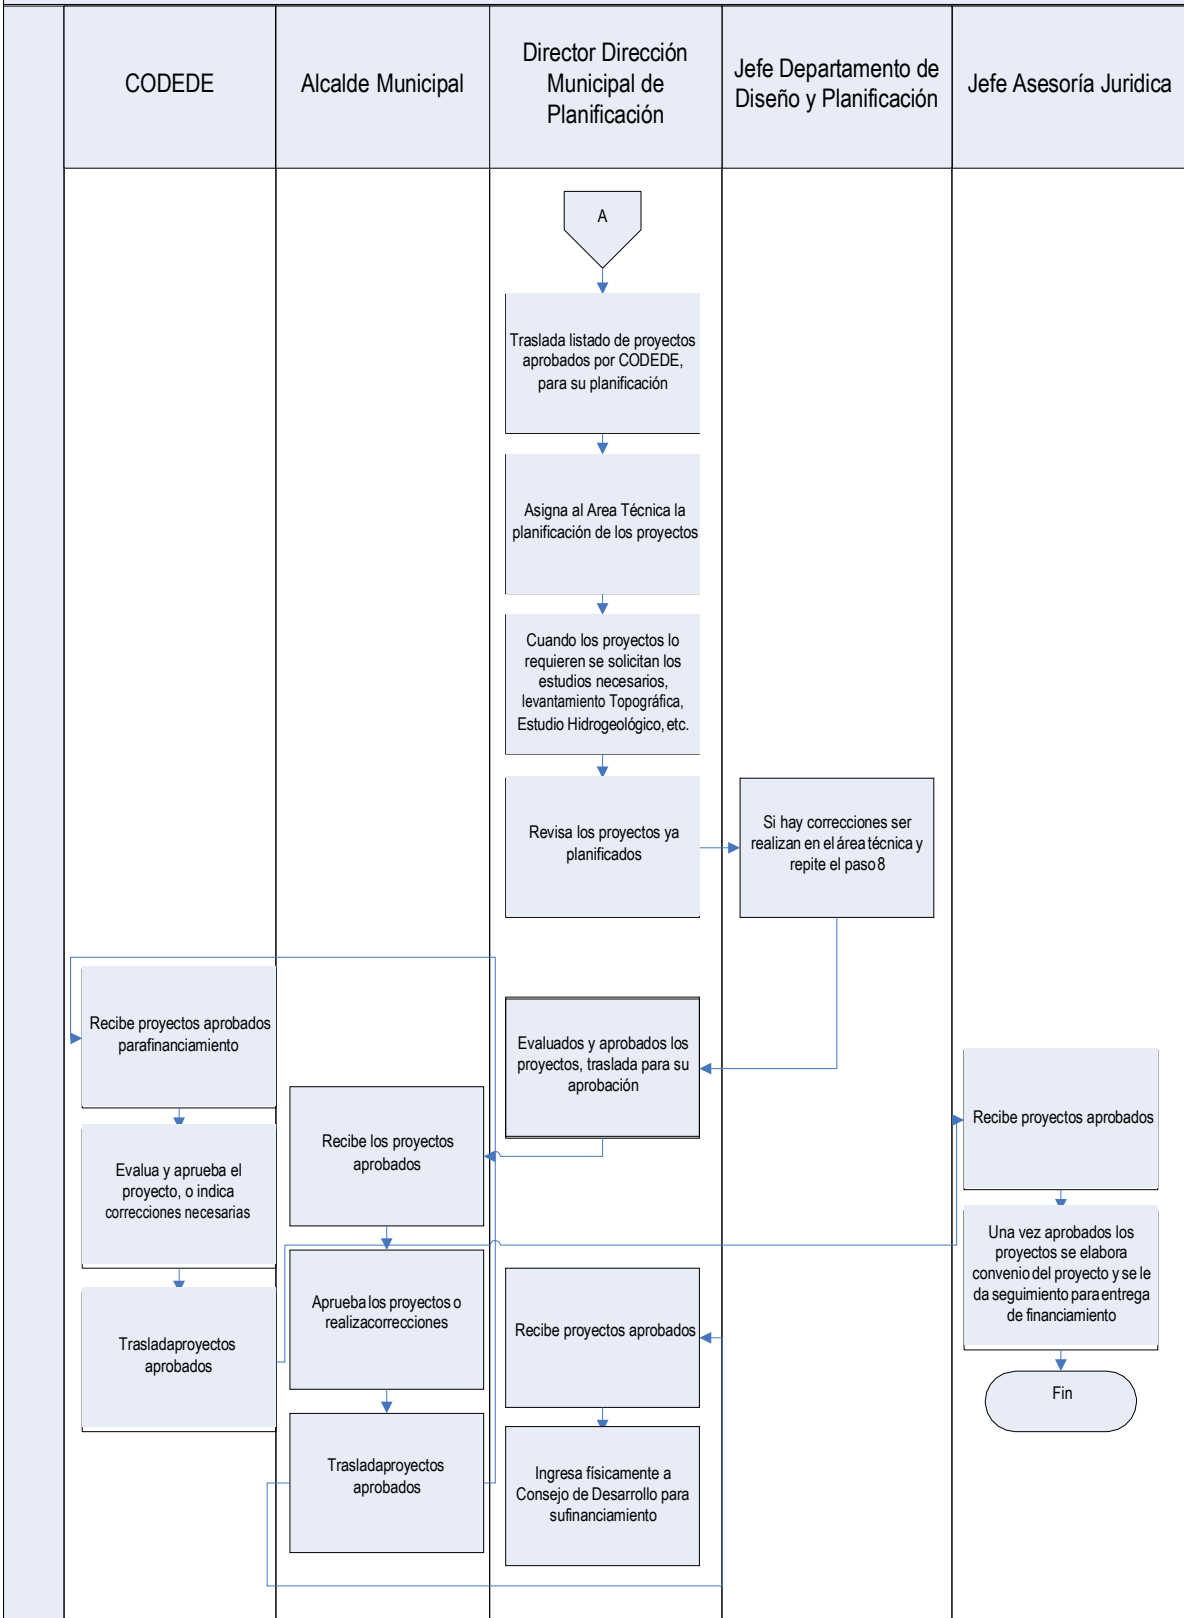 CODEDE
Alcalde Municipal
Director Dirección
Municipal de
Planificación
Jefe Departamento de
Diseño y Planificación
Jefe Asesoría Juridica
A
Traslada listado de proyectos
aprobados por CODEDE,
para su planificación
Asigna al Area Técnica la
planificación de los proyectos
Cuando los proyectos lo
requieren se solicitan los
estudios necesarios,
levantamiento Topográfica,
Estudio Hidrogeológico, etc.
Revisa los proyectos ya
planificados
Si hay correcciones ser
realizan en el área técnica y
repite el paso 8
Evaluados y aprobados los
proyectos, traslada para su
aprobación
Recibe los proyectos
aprobados
Aprueba los proyectos o
realizacorrecciones
Trasladaproyectos
aprobados
Recibe proyectos aprobados
Ingresa físicamente a
Consejo de Desarrollo para
sufinanciamiento
Recibe proyectos aprobados
parafinanciamiento
Evalua y aprueba el
proyecto, o indica
correcciones necesarias
Trasladaproyectos
aprobados
Recibe proyectos aprobados
Una vez aprobados los
proyectos se elabora
convenio del proyecto y se le
da seguimiento para entrega
de financiamiento
Fin